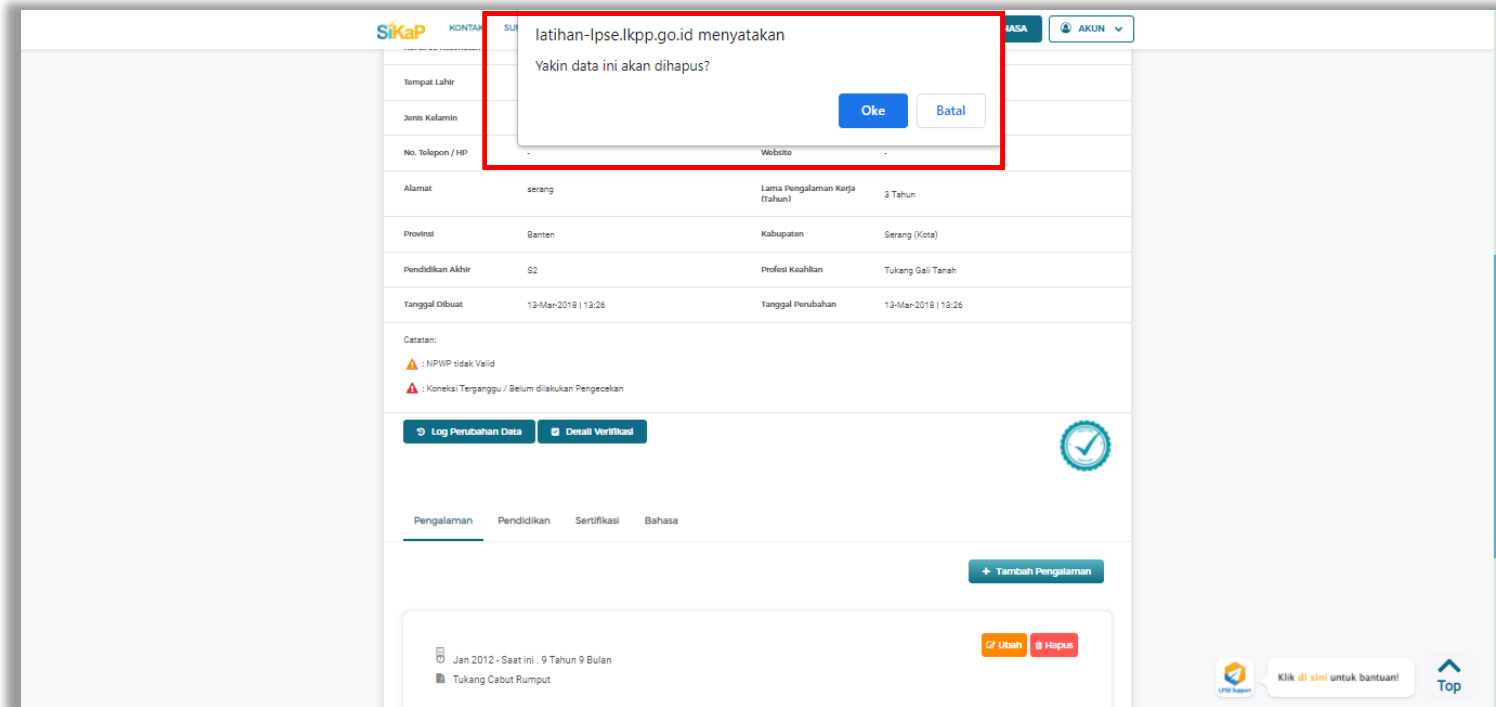 SiKaP
AKUN
latihan-lpse.lkpp.go.id menyatakan
Yakin data ini akan dihapus?
Oke Batal
Tempat Lahir
Jenis Kelamin
No. Telepon / HP - Website -
Alamat serang Lama Pengalaman Kerja (Tahun) 3 Tahun
Provinsi Banten Kabupaten Serang (Kota)
Pendidikan Akhir S2 Profesi Keahlian Tukang Gali Tanah
Tanggal Dibuat 13-Mar-2018 | 13:26 Tanggal Perubahan 13-Mar-2018 | 13:26
Catatan:
: NPWP tidak Valid
: Koneksi Terganggu / Belum dilakukan Pengecekan
Log Perubahan Data Detail Verifikasi
Pengalaman Pendidikan Sertifikasi Bahasa
+ Tambah Pengalaman
Ubah Hapus
Jan 2012 - Saat ini . 9 Tahun 9 Bulan
Tukang Cabut Rumput
LPSE Support
Klik di sini untuk bantuan!
Top